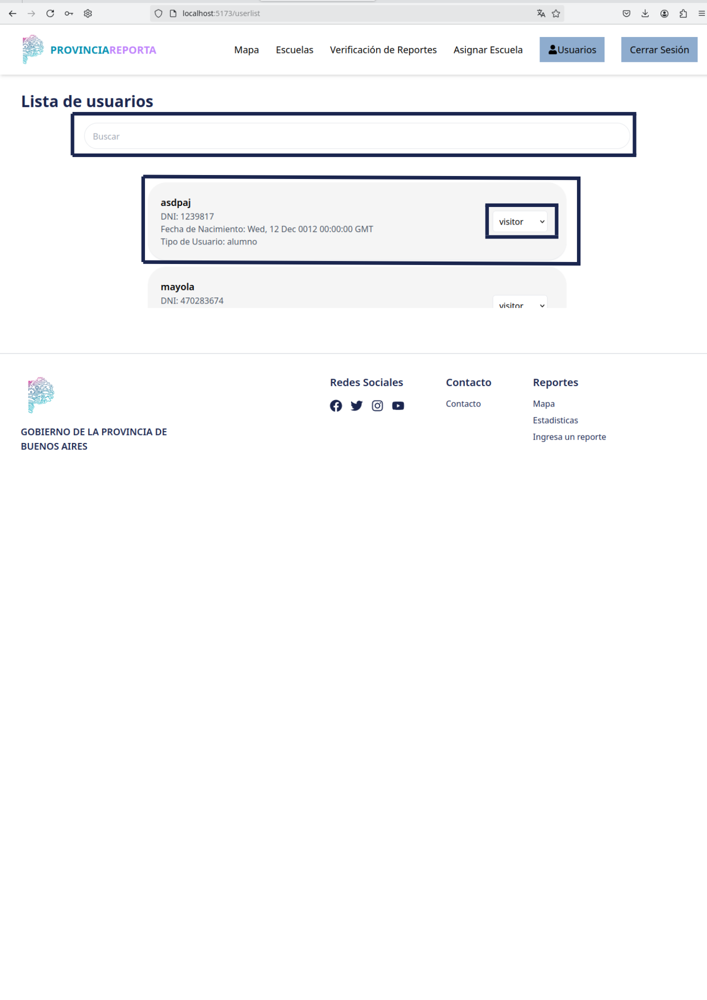 localhost:5173/userlist
PROVINCIAREPORTA
Mapa
Escuelas
Verificación de Reportes
Asignar Escuela
Usuarios
Cerrar Sesión
Lista de usuarios
Buscar
asdpaj
DNI: 1239817
Fecha de Nacimiento: Wed, 12 Dec 0012 00:00:00 GMT
Tipo de Usuario: alumno
visitor
mayola
DNI: 470283674
visitor
GOBIERNO DE LA PROVINCIA DE
BUENOS AIRES
Redes Sociales
Contacto
Contacto
Reportes
Mapa
Estadisticas
Ingresa un reporte